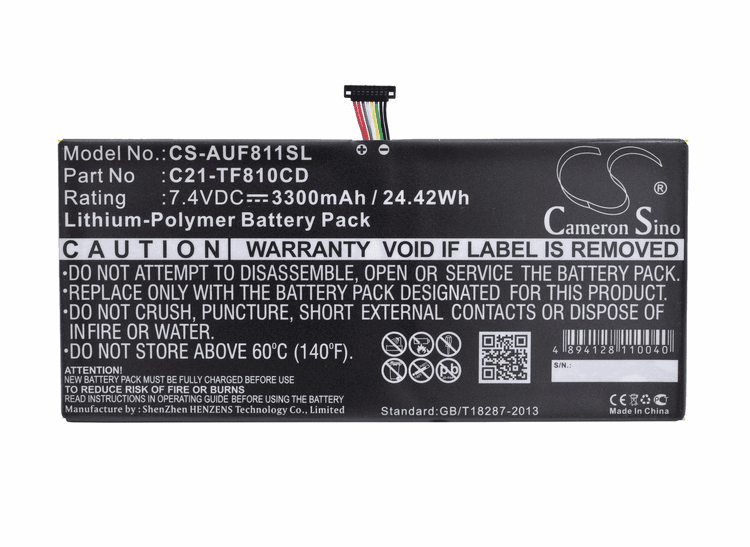 Model No.: CS-AUF811SL
Part No : C21-TF810CD
Rating : 7.4VDC⎓3300mAh / 24.42Wh
Lithium-Polymer Battery Pack
CS
®
Cameron Sino
CAUTION WARRANTY VOID IF LABEL IS REMOVED
•DO NOT ATTEMPT TO DISASSEMBLE, OPEN OR SERVICE THE BATTERY PACK.
•REPLACE ONLY WITH THE BATTERY PACK DESIGNATED FOR THIS PRODUCT.
•DO NOT CRUSH, PUNCTURE, SHORT EXTERNAL CONTACTS OR DISPOSE OF
IN FIRE OR WATER.
•DO NOT STORE ABOVE 60°C (140°F).
ATTENTION!
NEW BATTERY PACK MUST BE FULLY CHARGED BEFORE USE
TO REDUCE RISK OF FIRE OR BURNS
READ INSTRUCTIONS IN OPERATING MANUAL BEFORE USE.
Manufacturer by : ShenZhen HENZENS Technology Co., Limited
4 894128 110040
S/N:
Standard:GB/T18287-2013
CE
Made in China